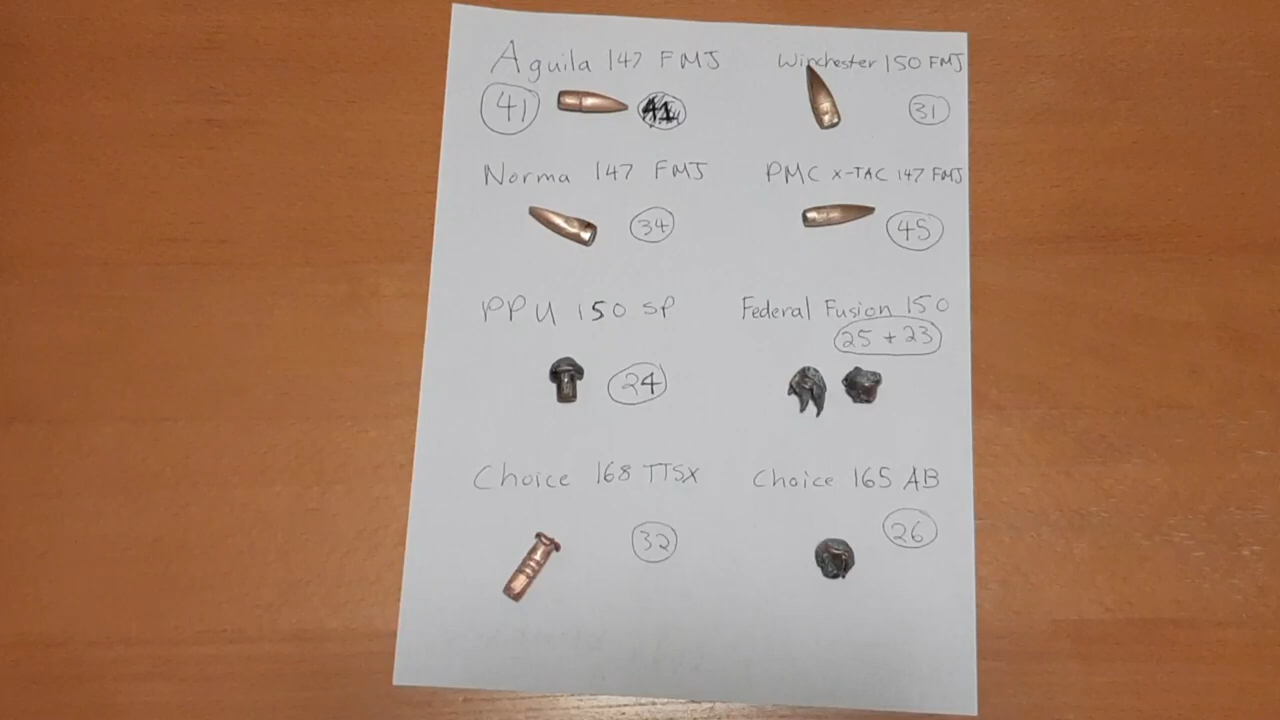 Aguila 147 FMJ
41
Winchester 150 FMJ
31
Norma 147 FMJ
34
PMC X-TAC 147 FMJ
45
PPU 150 SP
24
Federal Fusion 150
25 + 23
Choice 168 TTSX
32
Choice 165 AB
26